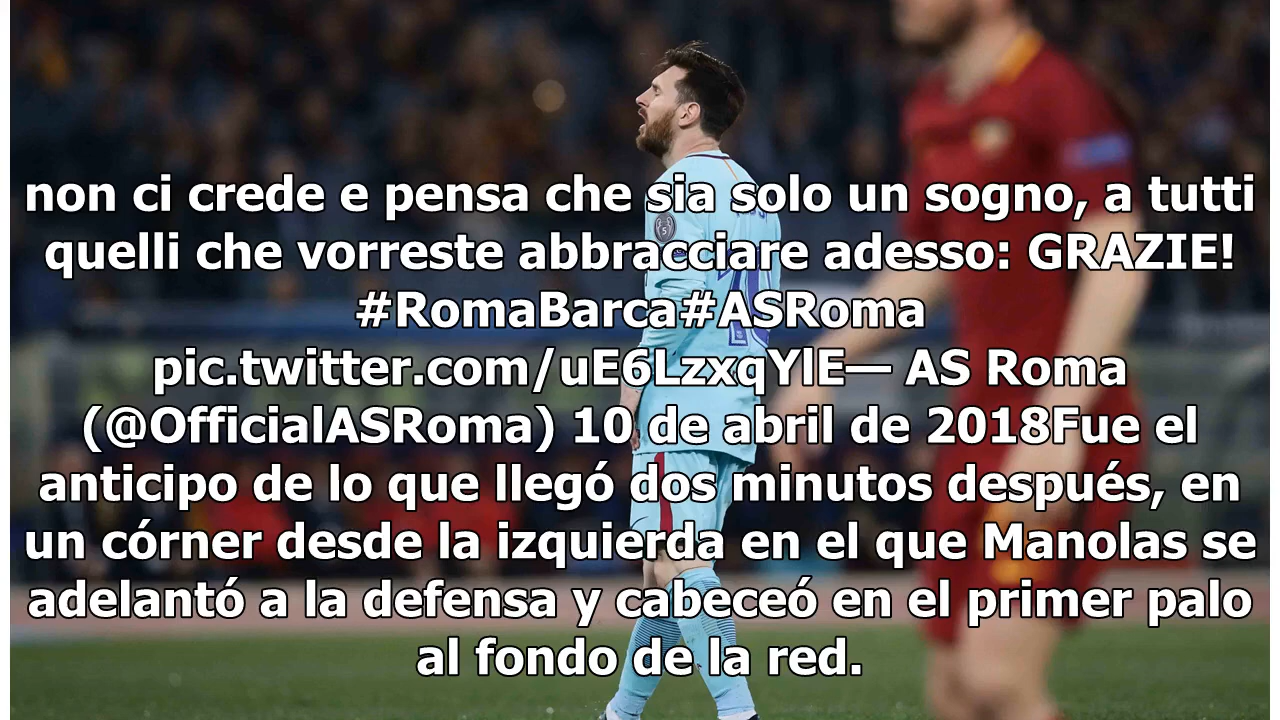 non ci crede e pensa che sia solo un sogno, a tutti
quelli che vorreste abbracciare adesso: GRAZIE!
#RomaBarca#ASRoma
pic.twitter.com/uE6LzxqYlE— AS Roma
(@OfficialASRoma) 10 de abril de 2018Fue el
anticipo de lo que llegó dos minutos después, en
un córner desde la izquierda en el que Manolas se
adelantó a la defensa y cabeceó en el primer palo
al fondo de la red.